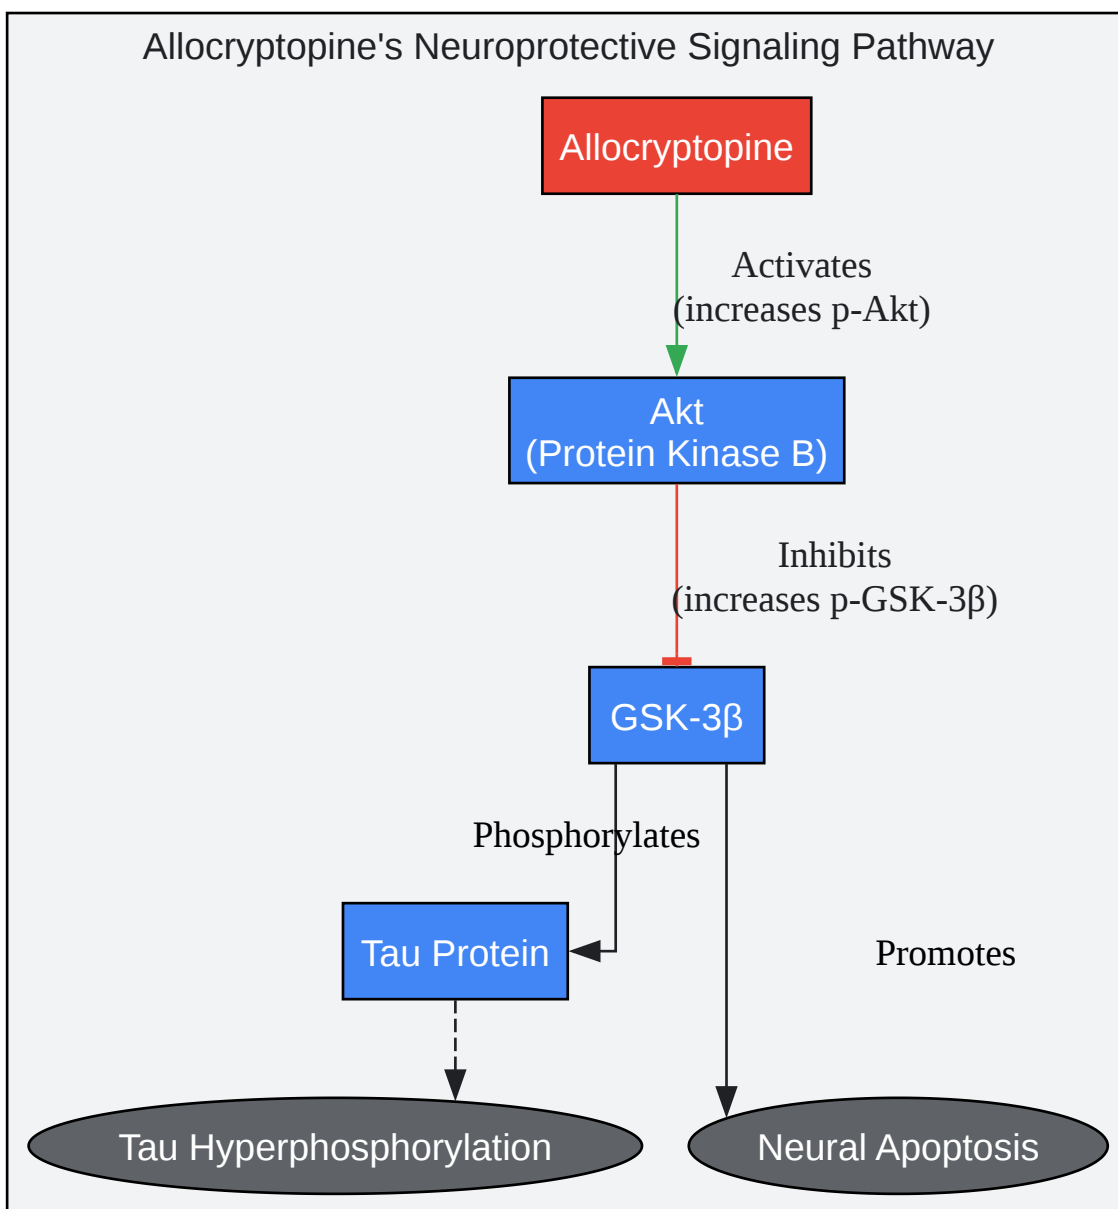 Allocryptopine's Neuroprotective Signaling Pathway
Allocryptopine
Activates
(increases p-Akt)
Akt
(Protein Kinase B)
Inhibits
(increases p-GSK-3β)
GSK-3β
Phosphorylates
Tau Protein
Promotes
Tau Hyperphosphorylation
Neural Apoptosis